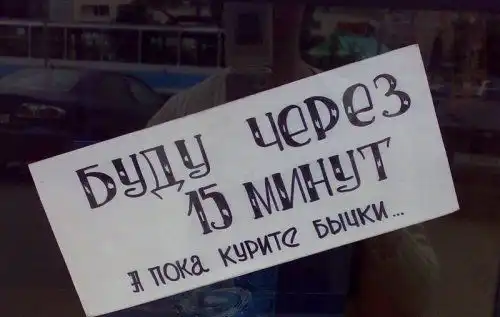 Буду через
15 минут
А пока курите бычки...